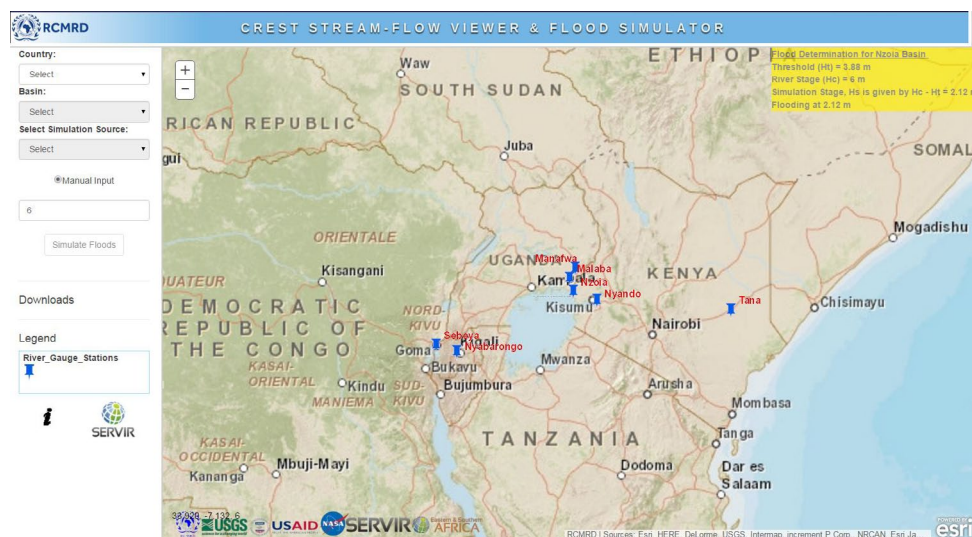 RCMRD
CREST STREAM-FLOW VIEWER & FLOOD SIMULATOR
Country:
Select
Basin:
Select
Select Simulation Source:
Select
Manual Input
6
Simulate Floods
Downloads
Legend
River_Gauge_Stations
i
SERVIR
+
−
Flood Determination for Nzoia Basin
Threshold (Ht) = 3.88 m
River Stage (Hc) = 6 m
Simulation Stage, Hs is given by Hc - Ht = 2.12 m
Flooding at 2.12 m
ETHIOP
Waw
SOUTH SUDAN
RICAN REPUBLIC
gui
Juba
SOMAL
Mogadishu
ORIENTALE
Kisangani
UGANDA
Manafwa
Malaba
Nzoia
Nyando
Kisumu
KENYA
Tana
Chisimayu
UATEUR
DEMOCRATIC
REPUBLIC OF
THE CONGO
NORD-
KIVU
Nairobi
Sebeya
Kigali
Nyabarongo
Goma
Bukavu
Mwanza
KASAI-
ORIENTAL
Kindu
SUD-
KIVU
MANIEMA
Bujumbura
Arusha
Mombasa
TANZANIA
Tanga
KASAI-
OCCIDENTAL
Kananga
Mbuji-Mayi
Dodoma
Dar es
Salaam
USGS
USAID
NASA
SERVIR
Eastern & Southern
AFRICA
RCMRD | Sources: Esri, HERE, DeLorme, USGS, Intermap, increment P Corp., NRCAN, Esri Ja
POWERED BY
esri